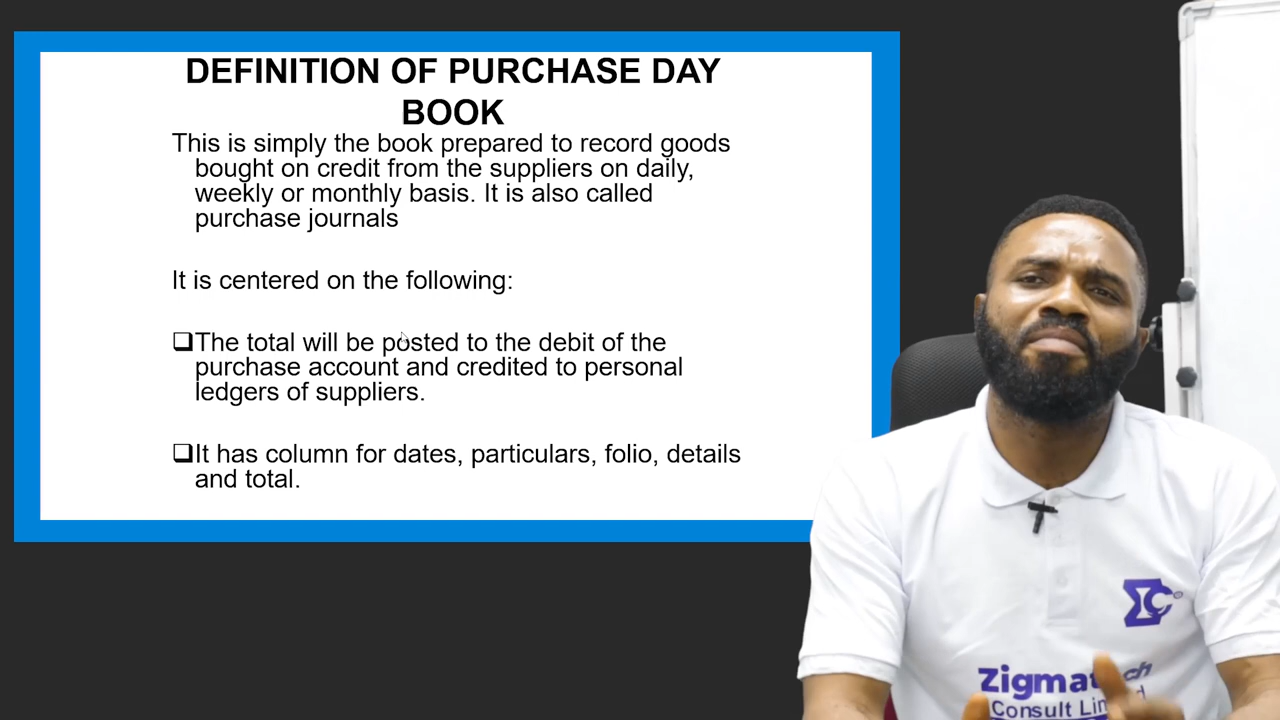 DEFINITION OF PURCHASE DAY
BOOK
This is simply the book prepared to record goods
bought on credit from the suppliers on daily,
weekly or monthly basis. It is also called
purchase journals
It is centered on the following:
❑The total will be posted to the debit of the
purchase account and credited to personal
ledgers of suppliers.
❑It has column for dates, particulars, folio, details
and total.
Consult